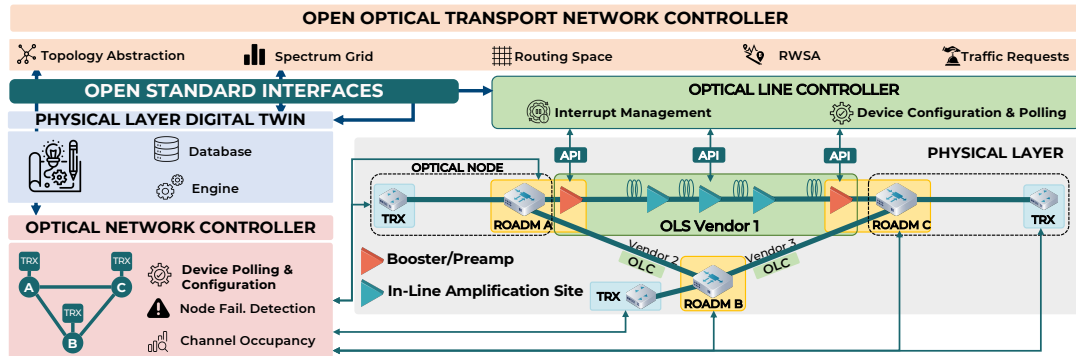 OPEN OPTICAL TRANSPORT NETWORK CONTROLLER
Topology Abstraction
Spectrum Grid
Routing Space
RWSA
Traffic Requests
OPEN STANDARD INTERFACES
OPTICAL LINE CONTROLLER
Interrupt Management
Device Configuration & Polling
PHYSICAL LAYER DIGITAL TWIN
Database
Engine
API
API
API
PHYSICAL LAYER
OPTICAL NODE
TRX
ROADM A
OLS Vendor 1
ROADM C
TRX
Vendor 2
OLC
Vendor 3
OLC
Booster/Preamp
In-Line Amplification Site
TRX
ROADM B
OPTICAL NETWORK CONTROLLER
TRX
TRX
A
C
TRX
B
Device Polling &
Configuration
Node Fail. Detection
Channel Occupancy